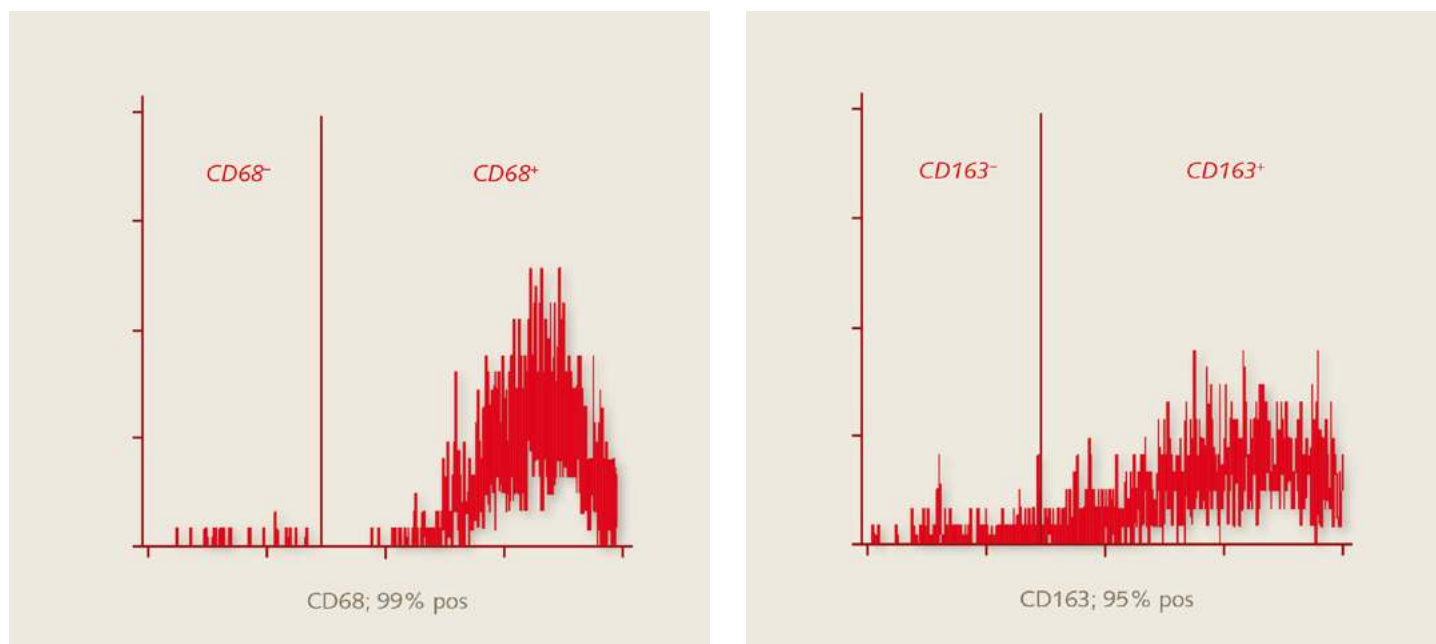 CD68⁻
CD68⁺
CD68; 99% pos
CD163⁻
CD163⁺
CD163; 95% pos